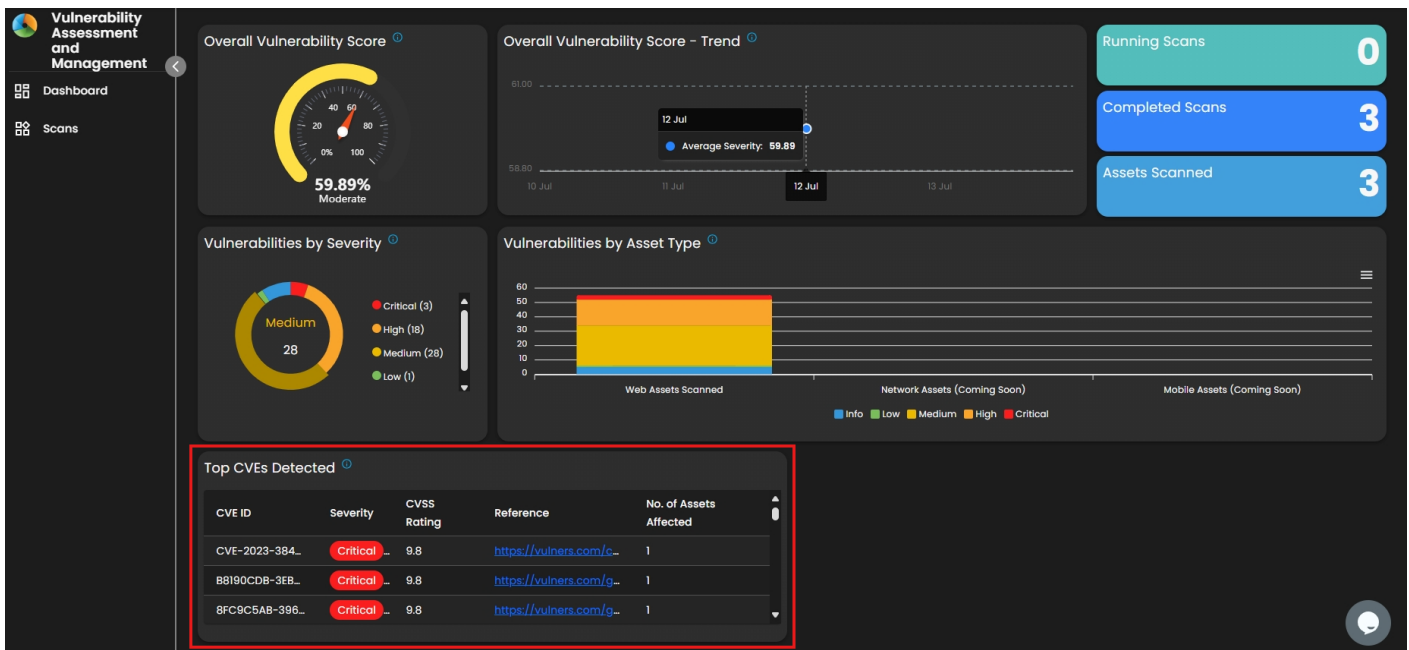 Vulnerability
Assessment
and
Management
Dashboard
Scans
Overall Vulnerability Score
40 60
20 80
0% 100
59.89%
Moderate
Overall Vulnerability Score - Trend
61.00
12 Jul
Average Severity: 59.89
58.80
10 Jul 11 Jul 12 Jul 13 Jul
Running Scans
0
Completed Scans
3
Assets Scanned
3
Vulnerabilities by Severity
Medium
28
Critical (3)
High (18)
Medium (28)
Low (1)
Vulnerabilities by Asset Type
60
50
40
30
20
10
0
Web Assets Scanned Network Assets (Coming Soon) Mobile Assets (Coming Soon)
Info Low Medium High Critical
Top CVEs Detected
CVE ID Severity CVSS Rating Reference No. of Assets Affected
CVE-2023-384... Critical ... 9.8 https://vulners.com/c... 1
B8190CDB-3EB... Critical ... 9.8 https://vulners.com/g... 1
8FC9C5AB-396... Critical ... 9.8 https://vulners.com/g... 1